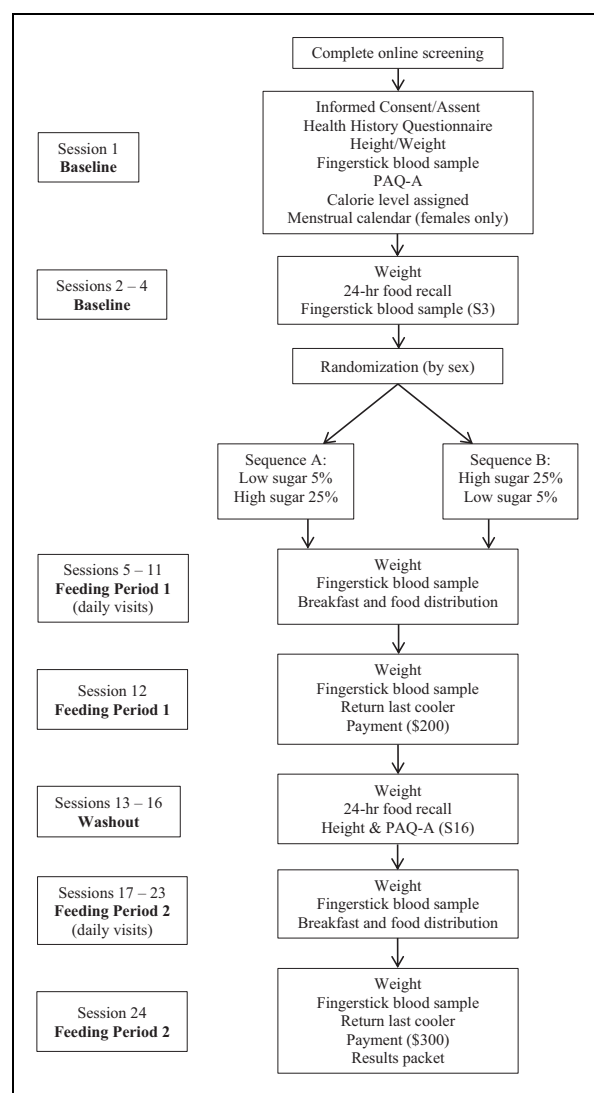 Complete online screening
Session 1
Baseline
Informed Consent/Assent
Health History Questionnaire
Height/Weight
Fingerstick blood sample
PAQ-A
Calorie level assigned
Menstrual calendar (females only)
Sessions 2 – 4
Baseline
Weight
24-hr food recall
Fingerstick blood sample (S3)
Randomization (by sex)
Sequence A:
Low sugar 5%
High sugar 25%
Sequence B:
High sugar 25%
Low sugar 5%
Sessions 5 – 11
Feeding Period 1
(daily visits)
Weight
Fingerstick blood sample
Breakfast and food distribution
Session 12
Feeding Period 1
Weight
Fingerstick blood sample
Return last cooler
Payment ($200)
Sessions 13 – 16
Washout
Weight
24-hr food recall
Height & PAQ-A (S16)
Sessions 17 – 23
Feeding Period 2
(daily visits)
Weight
Fingerstick blood sample
Breakfast and food distribution
Session 24
Feeding Period 2
Weight
Fingerstick blood sample
Return last cooler
Payment ($300)
Results packet